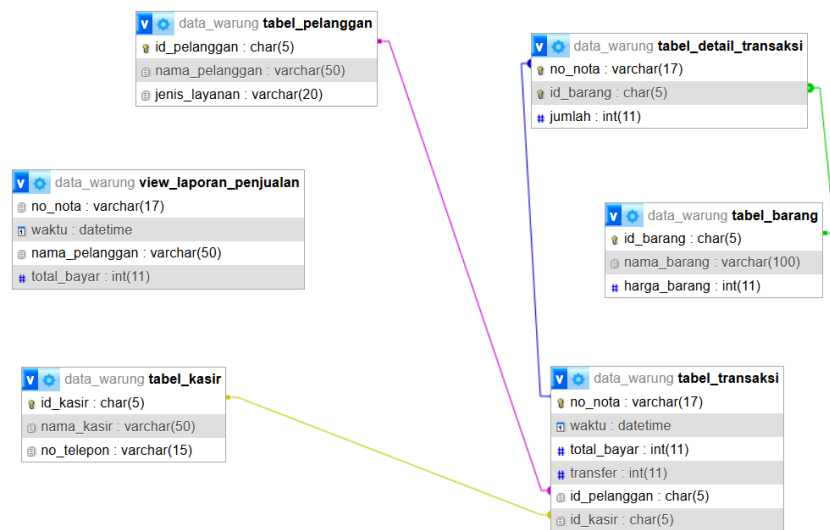 data_warung tabel_pelanggan
id_pelanggan : char(5)
nama_pelanggan : varchar(50)
jenis_layanan : varchar(20)
data_warung tabel_detail_transaksi
no_nota : varchar(17)
id_barang : char(5)
# jumlah : int(11)
data_warung view_laporan_penjualan
no_nota : varchar(17)
waktu : datetime
nama_pelanggan : varchar(50)
# total_bayar : int(11)
data_warung tabel_barang
id_barang : char(5)
nama_barang : varchar(100)
# harga_barang : int(11)
data_warung tabel_kasir
id_kasir : char(5)
nama_kasir : varchar(50)
no_telepon : varchar(15)
data_warung tabel_transaksi
no_nota : varchar(17)
waktu : datetime
# total_bayar : int(11)
# transfer : int(11)
id_pelanggan : char(5)
id_kasir : char(5)